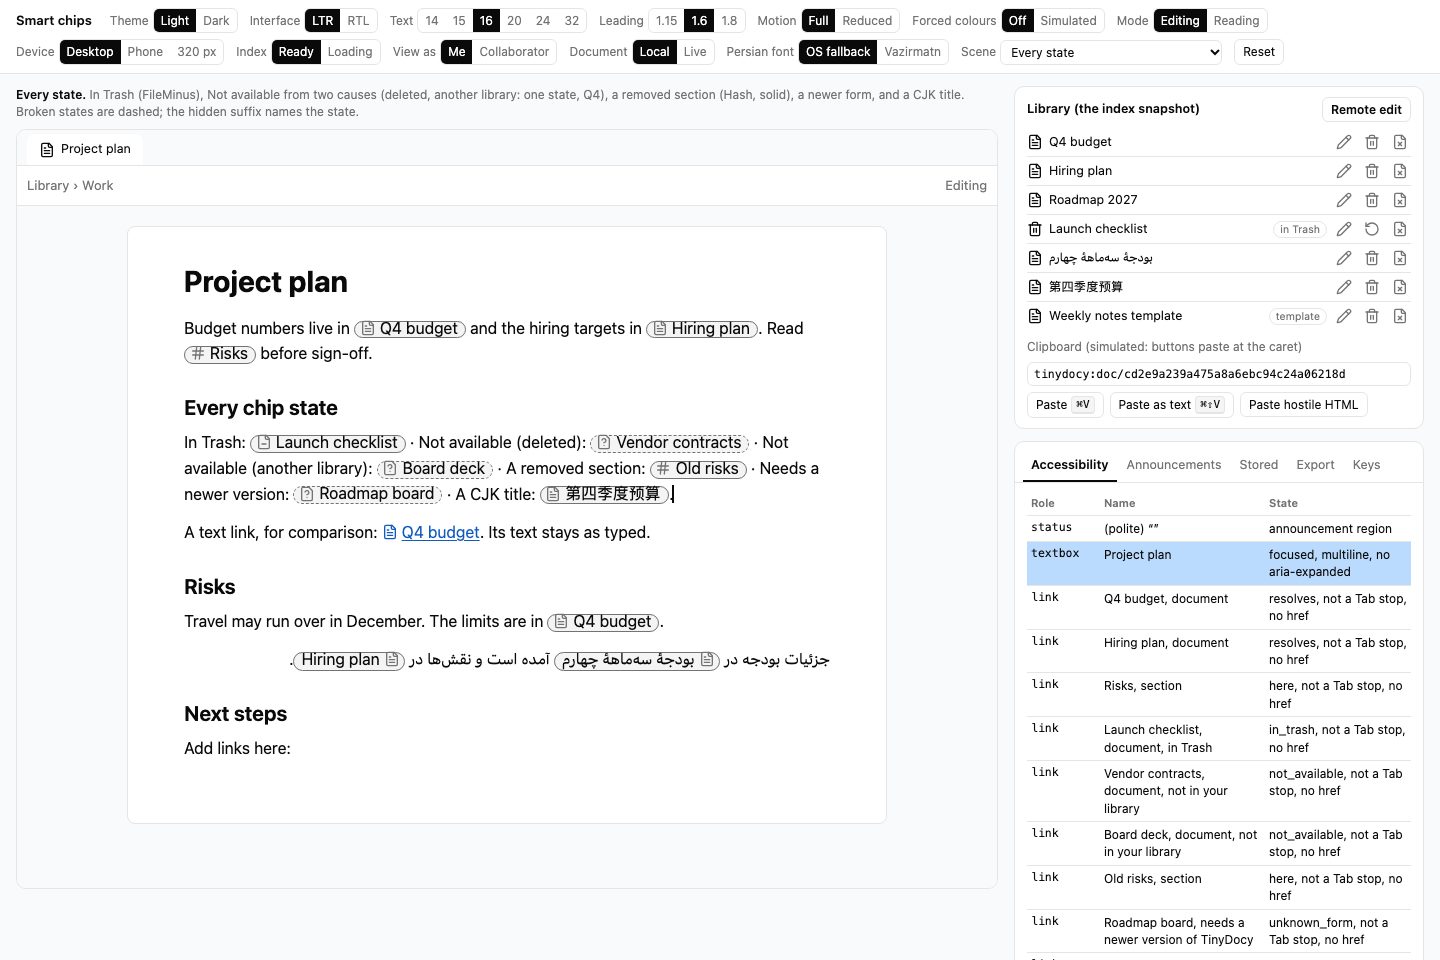 Smart chips Theme Light Dark Interface LTR RTL Text 14 15 16 20 24 32 Leading 1.15 1.6 1.8 Motion Full Reduced Forced colours Off Simulated Mode Editing Reading
Device Desktop Phone 320 px Index Ready Loading View as Me Collaborator Document Local Live Persian font OS fallback Vazirmatn Scene Every state Reset
Every state. In Trash (FileMinus), Not available from two causes (deleted, another library: one state, Q4), a removed section (Hash, solid), a newer form, and a CJK title.
Broken states are dashed; the hidden suffix names the state.
Project plan
Library › Work
Editing
Project plan
Budget numbers live in Q4 budget and the hiring targets in Hiring plan. Read
Risks before sign-off.
Every chip state
In Trash: Launch checklist · Not available (deleted): Vendor contracts · Not
available (another library): Board deck · A removed section: Old risks · Needs a
newer version: Roadmap board · A CJK title: 第四季度预算.
A text link, for comparison: Q4 budget. Its text stays as typed.
Risks
Travel may run over in December. The limits are in Q4 budget.
جزئیات بودجه در بودجهٔ سه‌ماههٔ چهارم آمده است و نقش‌ها در Hiring plan.
Next steps
Add links here:
Library (the index snapshot) Remote edit
Q4 budget
Hiring plan
Roadmap 2027
Launch checklist in Trash
بودجهٔ سه‌ماههٔ چهارم
第四季度预算
Weekly notes template template
Clipboard (simulated: buttons paste at the caret)
tinydocy:doc/cd2e9a239a475a8a6ebc94c24a06218d
Paste ⌘V Paste as text ⌘⇧V Paste hostile HTML
Accessibility Announcements Stored Export Keys
Role Name State
status (polite) “” announcement region
textbox Project plan focused, multiline, no
aria-expanded
link Q4 budget, document resolves, not a Tab stop,
no href
link Hiring plan, document resolves, not a Tab stop,
no href
link Risks, section here, not a Tab stop, no
href
link Launch checklist, in_trash, not a Tab stop,
document, in Trash no href
link Vendor contracts, not_available, not a Tab
document, not in your stop, no href
library
link Board deck, document, not not_available, not a Tab
in your library stop, no href
link Old risks, section here, not a Tab stop, no
href
link Roadmap board, needs a unknown_form, not a
newer version of TinyDocy Tab stop, no href